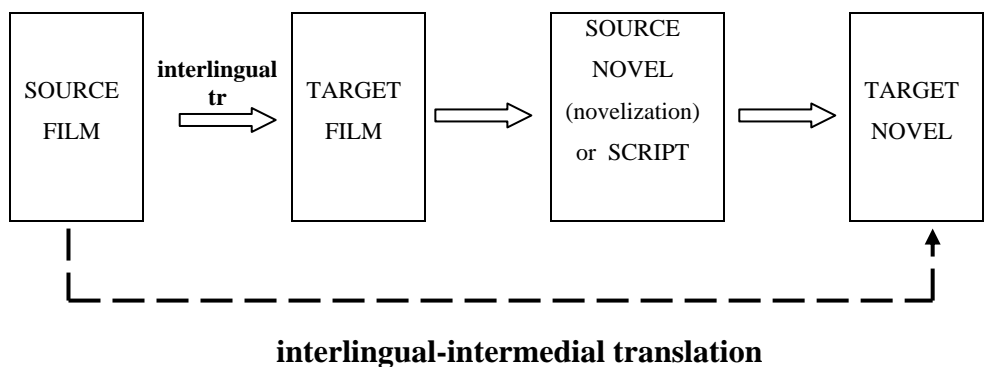 SOURCE
FILM
interlingual
tr
TARGET
FILM
SOURCE
NOVEL
(novelization)
or SCRIPT
TARGET
NOVEL
interlingual-intermedial translation